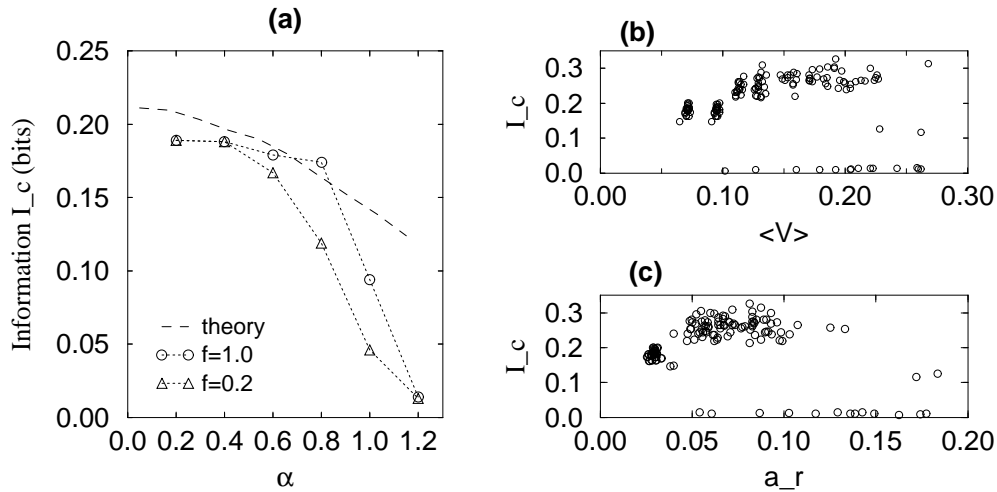 (a)
0.25
0.20
0.15
0.10
0.05
0.00
Information I_c (bits)
theory
f=1.0
f=0.2
0.0 0.2 0.4 0.6 0.8 1.0 1.2
α
(b)
0.3
0.2
0.1
0.0
I_c
0.00 0.10 0.20 0.30
<V>
(c)
0.3
0.2
0.1
0.0
I_c
0.00 0.05 0.10 0.15 0.20
a_r